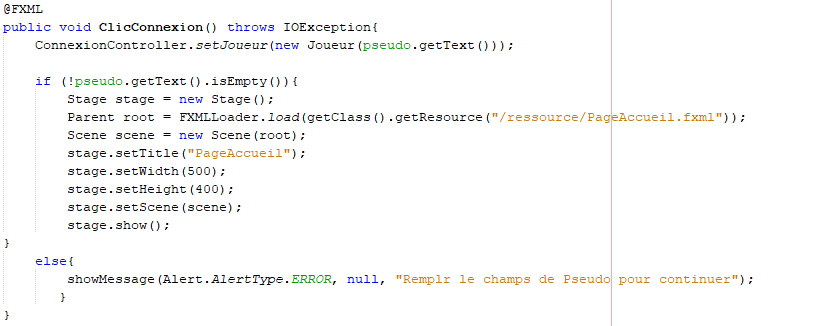 @FXML
public void ClicConnexion() throws IOException{
    ConnexionController.setJoueur(new Joueur(pseudo.getText()));

    if (!pseudo.getText().isEmpty()){
        Stage stage = new Stage();
        Parent root = FXMLLoader.load(getClass().getResource("/ressource/PageAccueil.fxml"));
        Scene scene = new Scene(root);
        stage.setTitle("PageAccueil");
        stage.setWidth(500);
        stage.setHeight(400);
        stage.setScene(scene);
        stage.show();
}
    else{
        showMessage(Alert.AlertType.ERROR, null, "Remplr le champs de Pseudo pour continuer");
       }
}